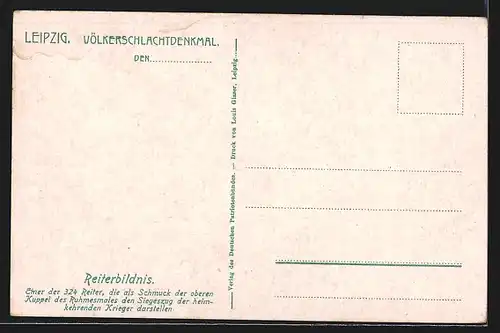 LEIPZIG. VÖLKERSCHLACHTDENKMAL.
DEN....................
Verlag des Deutschen Patriotenbundes. — Druck von Louis Glaser, Leipzig.
Reiterbildnis.
Einer der 324 Reiter, die als Schmuck der oberen
Kuppel des Ruhmesmales den Siegeszug der heim-
kehrenden Krieger darstellen